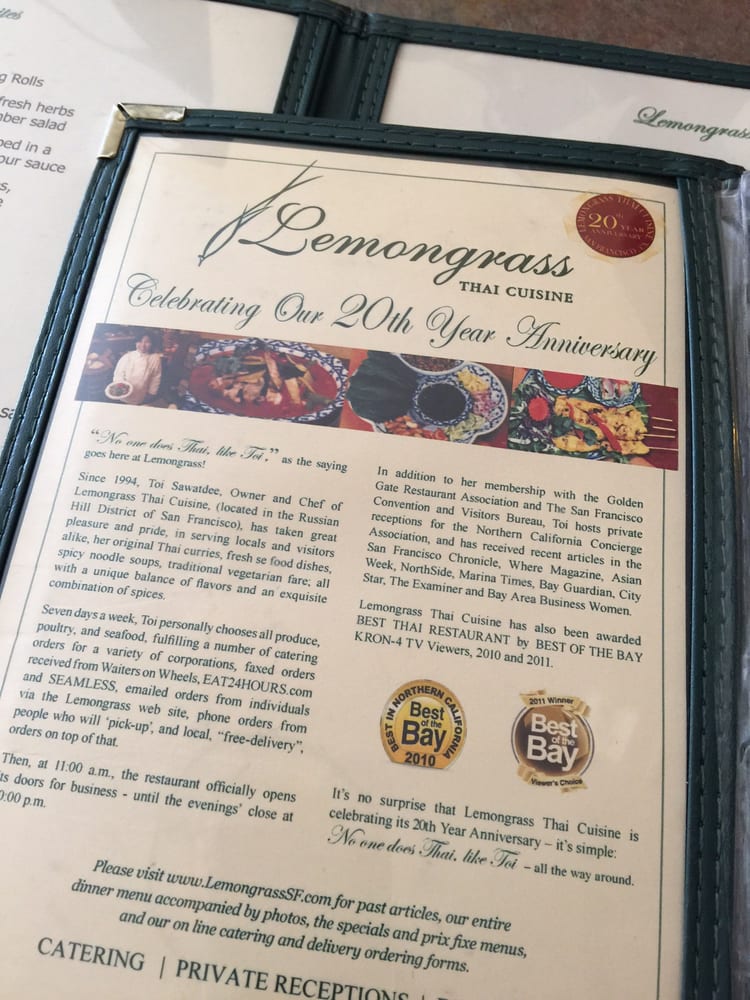 g Rolls
fresh herbs
mber salad
ped in a
our sauce
Lemongrass
Lemongrass
THAI CUISINE
LEMONGRASS THAI CUISINE
20th YEAR
ANNIVERSARY
SAN FRANCISCO, CA
Celebrating Our 20th Year Anniversary
"No one does Thai, like Toi," as the saying
goes here at Lemongrass!
Since 1994, Toi Sawatdee, Owner and Chef of
Lemongrass Thai Cuisine, (located in the Russian
Hill District of San Francisco), has taken great
pleasure and pride, in serving locals and visitors
alike, her original Thai curries, fresh se food dishes,
spicy noodle soups, traditional vegetarian fare; all
with a unique balance of flavors and an exquisite
combination of spices.
Seven days a week, Toi personally chooses all produce,
poultry, and seafood, fulfilling a number of catering
orders for a variety of corporations, faxed orders
received from Waiters on Wheels, EAT24HOURS.com
and SEAMLESS, emailed orders from individuals
via the Lemongrass web site, phone orders from
people who will 'pick-up', and local, "free-delivery",
orders on top of that.
Then, at 11:00 a.m., the restaurant officially opens
its doors for business - until the evenings' close at
0:00 p.m.
In addition to her membership with the Golden
Gate Restaurant Association and The San Francisco
Convention and Visitors Bureau, Toi hosts private
receptions for the Northern California Concierge
Association, and has received recent articles in the
San Francisco Chronicle, Where Magazine, Asian
Week, NorthSide, Marina Times, Bay Guardian, City
Star, The Examiner and Bay Area Business Women.
Lemongrass Thai Cuisine has also been awarded
BEST THAI RESTAURANT by BEST OF THE BAY
KRON-4 TV Viewers, 2010 and 2011.
BEST IN NORTHERN CALIFORNIA
Best
of the
Bay
2010
2011 Winner
Best
of the
Bay
Viewer's Choice
It's no surprise that Lemongrass Thai Cuisine is
celebrating its 20th Year Anniversary – it's simple:
No one does Thai, like Toi – all the way around.
Please visit www.LemongrassSF.com for past articles, our entire
dinner menu accompanied by photos, the specials and prix fixe menus,
and our on line catering and delivery ordering forms.
CATERING | PRIVATE RECEPTIONS |